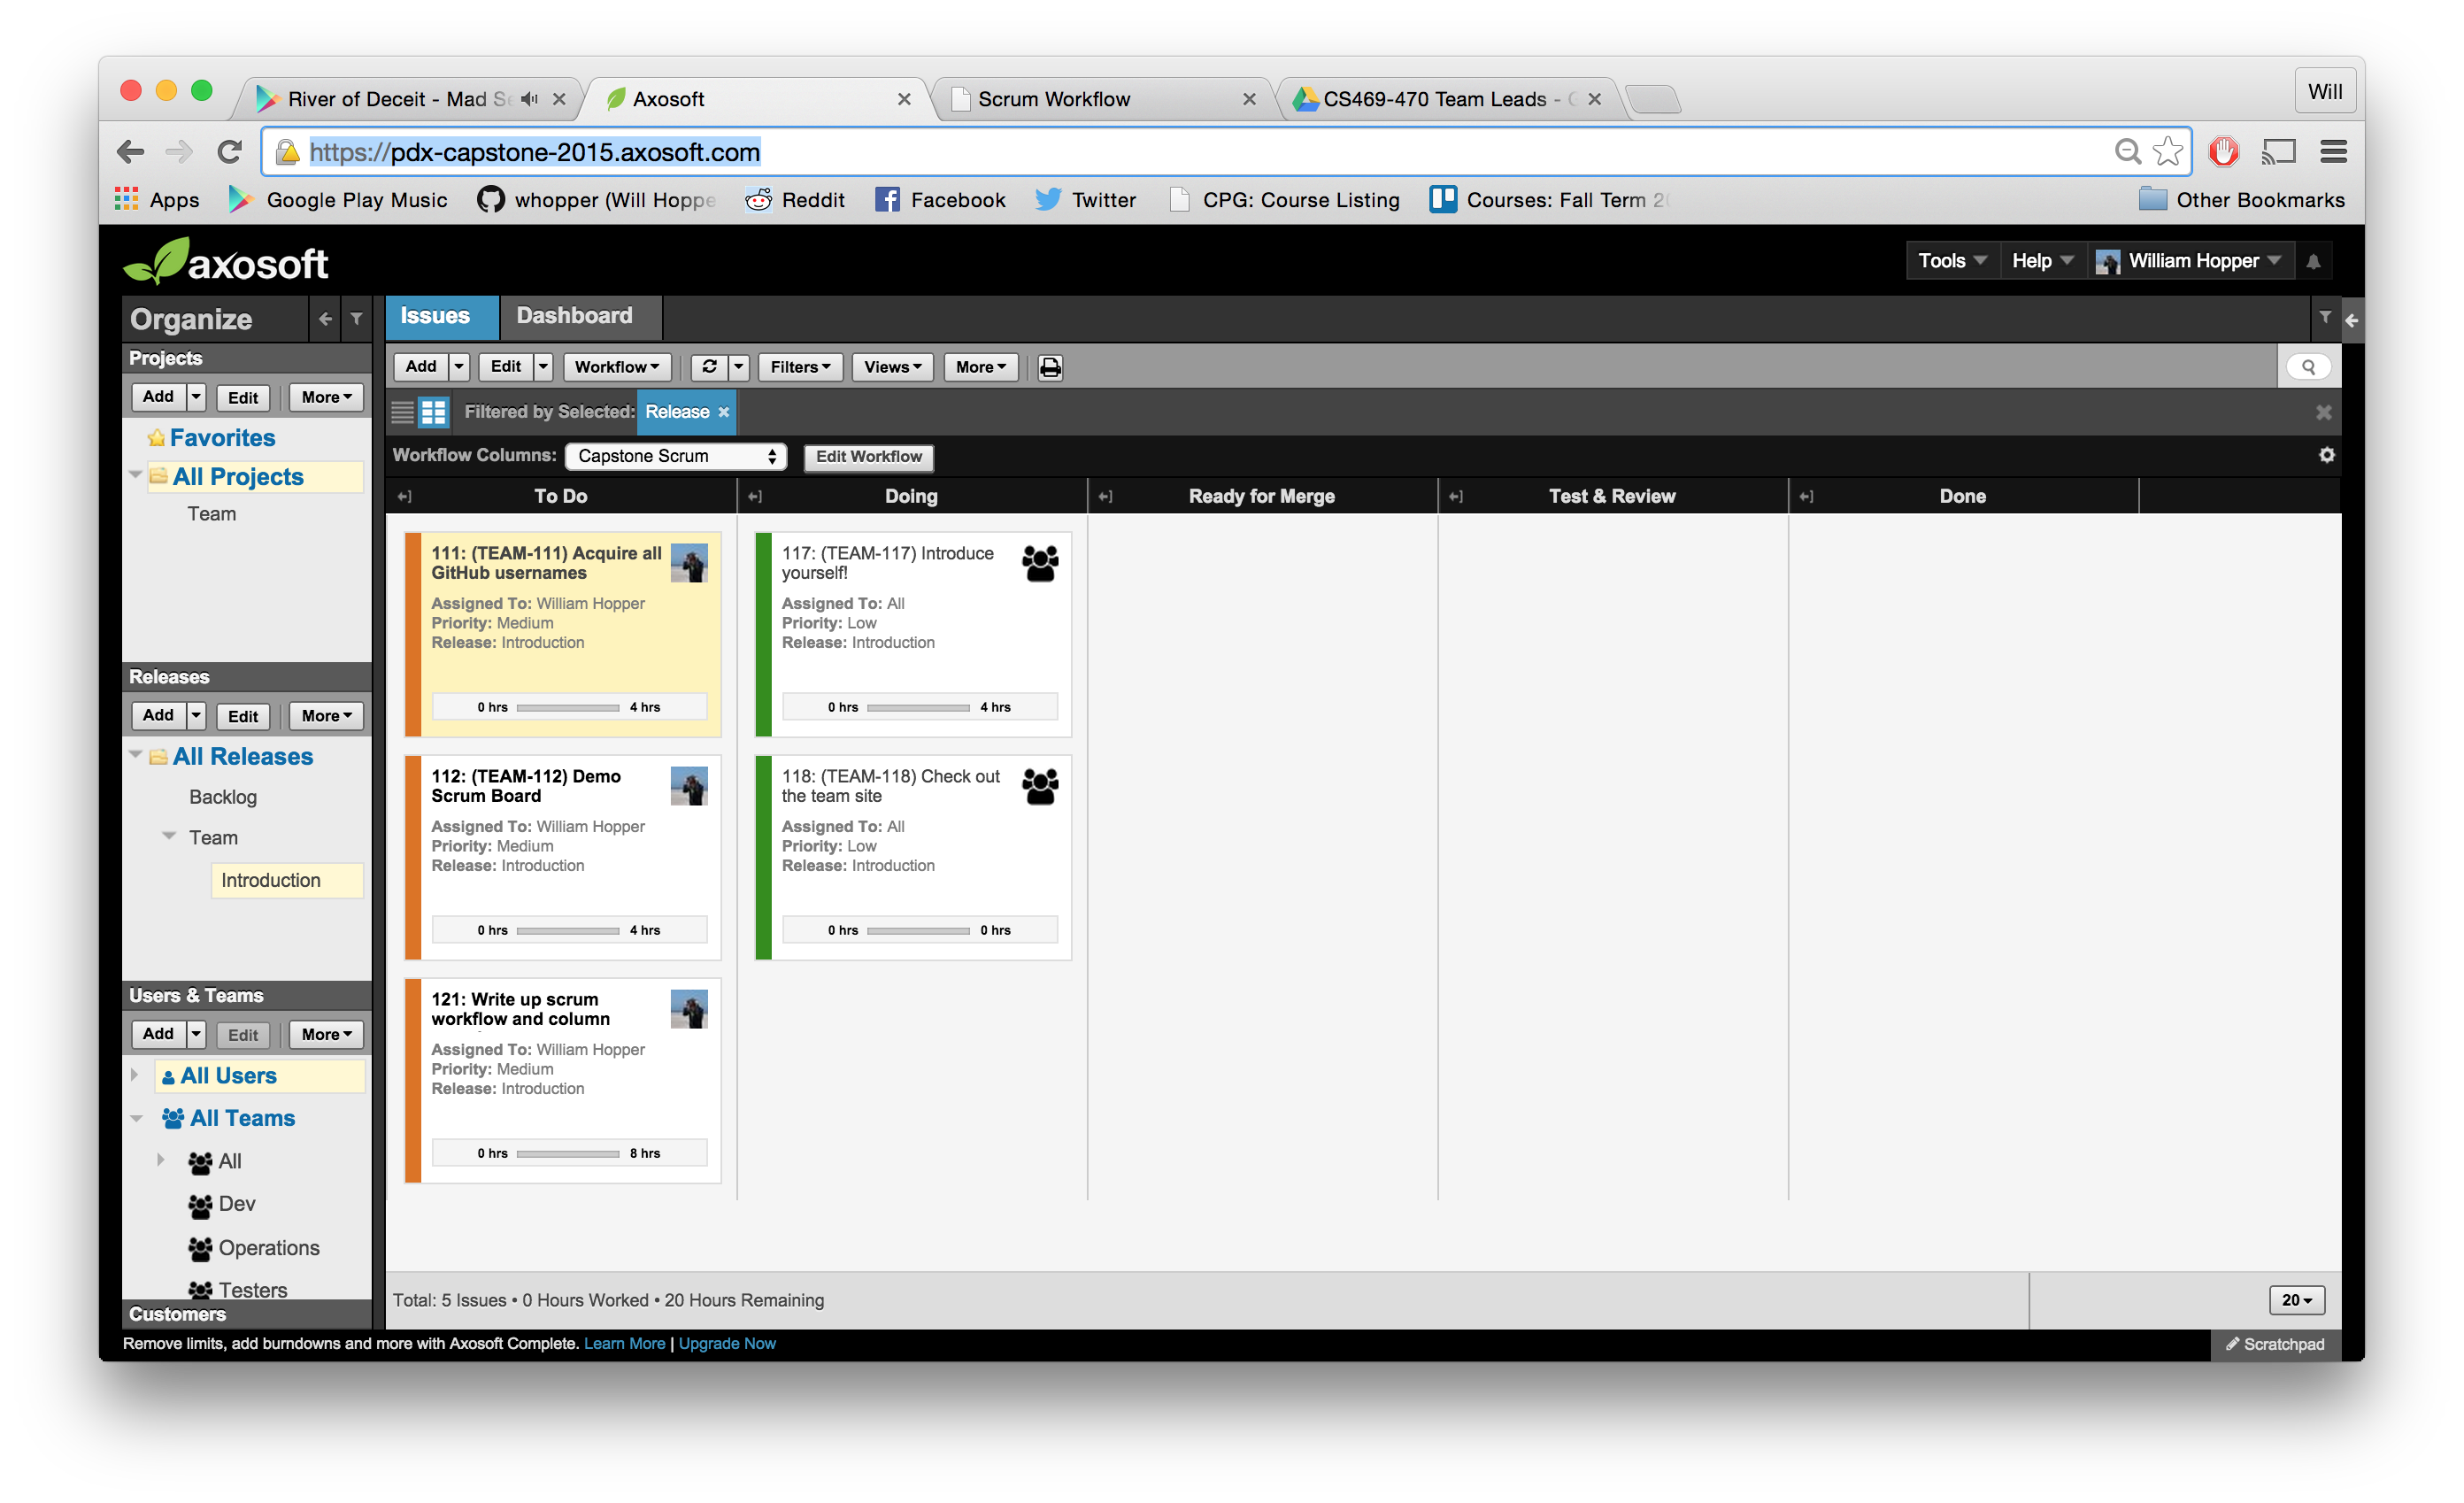 River of Deceit - Mad
Axosoft
Scrum Workflow
CS469-470 Team Leads -
Will
https://pdx-capstone-2015.axosoft.com
Apps
Google Play Music
whopper (Will Hoppe
Reddit
Facebook
Twitter
CPG: Course Listing
Courses: Fall Term
Other Bookmarks
axosoft
Tools
Help
William Hopper
Organize
Issues
Dashboard
Projects
Add
Edit
Workflow
Filters
Views
More
Add
Edit
More
Filtered by Selected:
Release
Favorites
Workflow Columns:
Capstone Scrum
Edit Workflow
All Projects
Team
To Do
Doing
Ready for Merge
Test & Review
Done
111: (TEAM-111) Acquire all
GitHub usernames
Assigned To: William Hopper
Priority: Medium
Release: Introduction
0 hrs
4 hrs
117: (TEAM-117) Introduce
yourself!
Assigned To: All
Priority: Low
Release: Introduction
0 hrs
4 hrs
Releases
Add
Edit
More
All Releases
Backlog
Team
Introduction
112: (TEAM-112) Demo
Scrum Board
Assigned To: William Hopper
Priority: Medium
Release: Introduction
0 hrs
4 hrs
118: (TEAM-118) Check out
the team site
Assigned To: All
Priority: Low
Release: Introduction
0 hrs
0 hrs
Users & Teams
Add
Edit
More
All Users
All Teams
All
Dev
Operations
Testers
121: Write up scrum
workflow and column
Assigned To: William Hopper
Priority: Medium
Release: Introduction
0 hrs
8 hrs
Customers
Total: 5 Issues • 0 Hours Worked • 20 Hours Remaining
20
Remove limits, add burndowns and more with Axosoft Complete. Learn More | Upgrade Now
Scratchpad